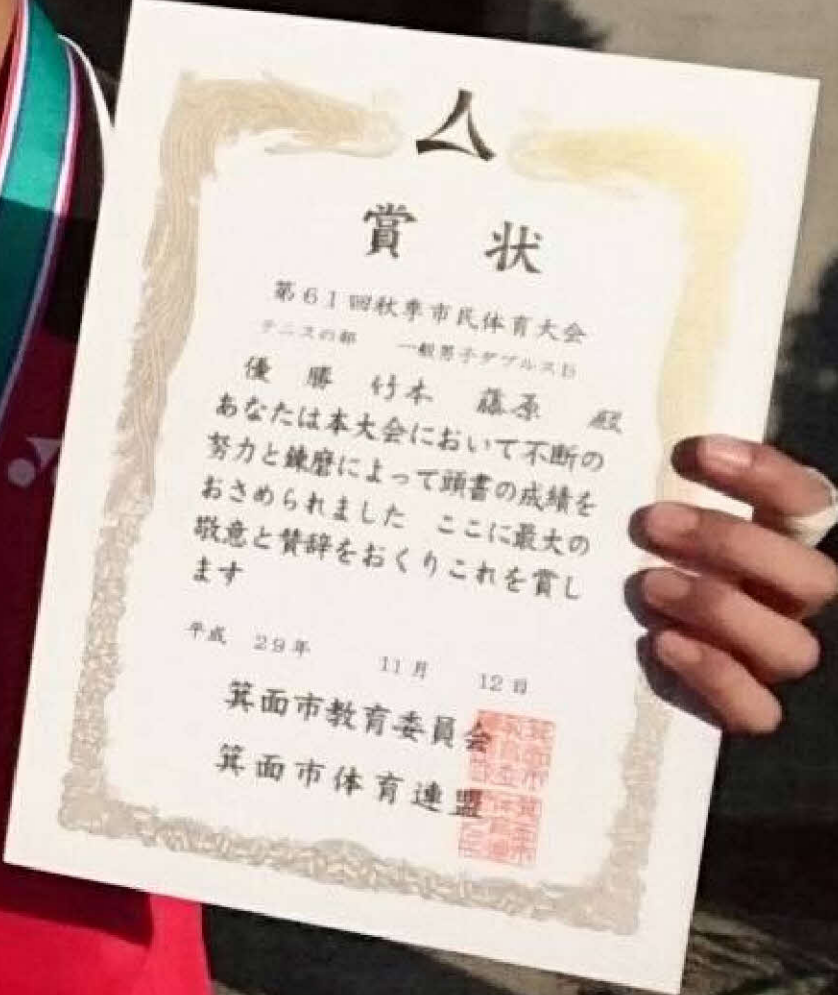 賞状
第61回秋季市民体育大会
テニスの部 一般男子ダブルスB
優勝 竹本 藤原 殿
あなたは本大会において不断の
努力と錬磨によって頭書の成績を
おさめられました ここに最大の
敬意と賛辞をおくりこれを賞し
ます
平成 29年 11月 12日
箕面市教育委員会
箕面市体育連盟